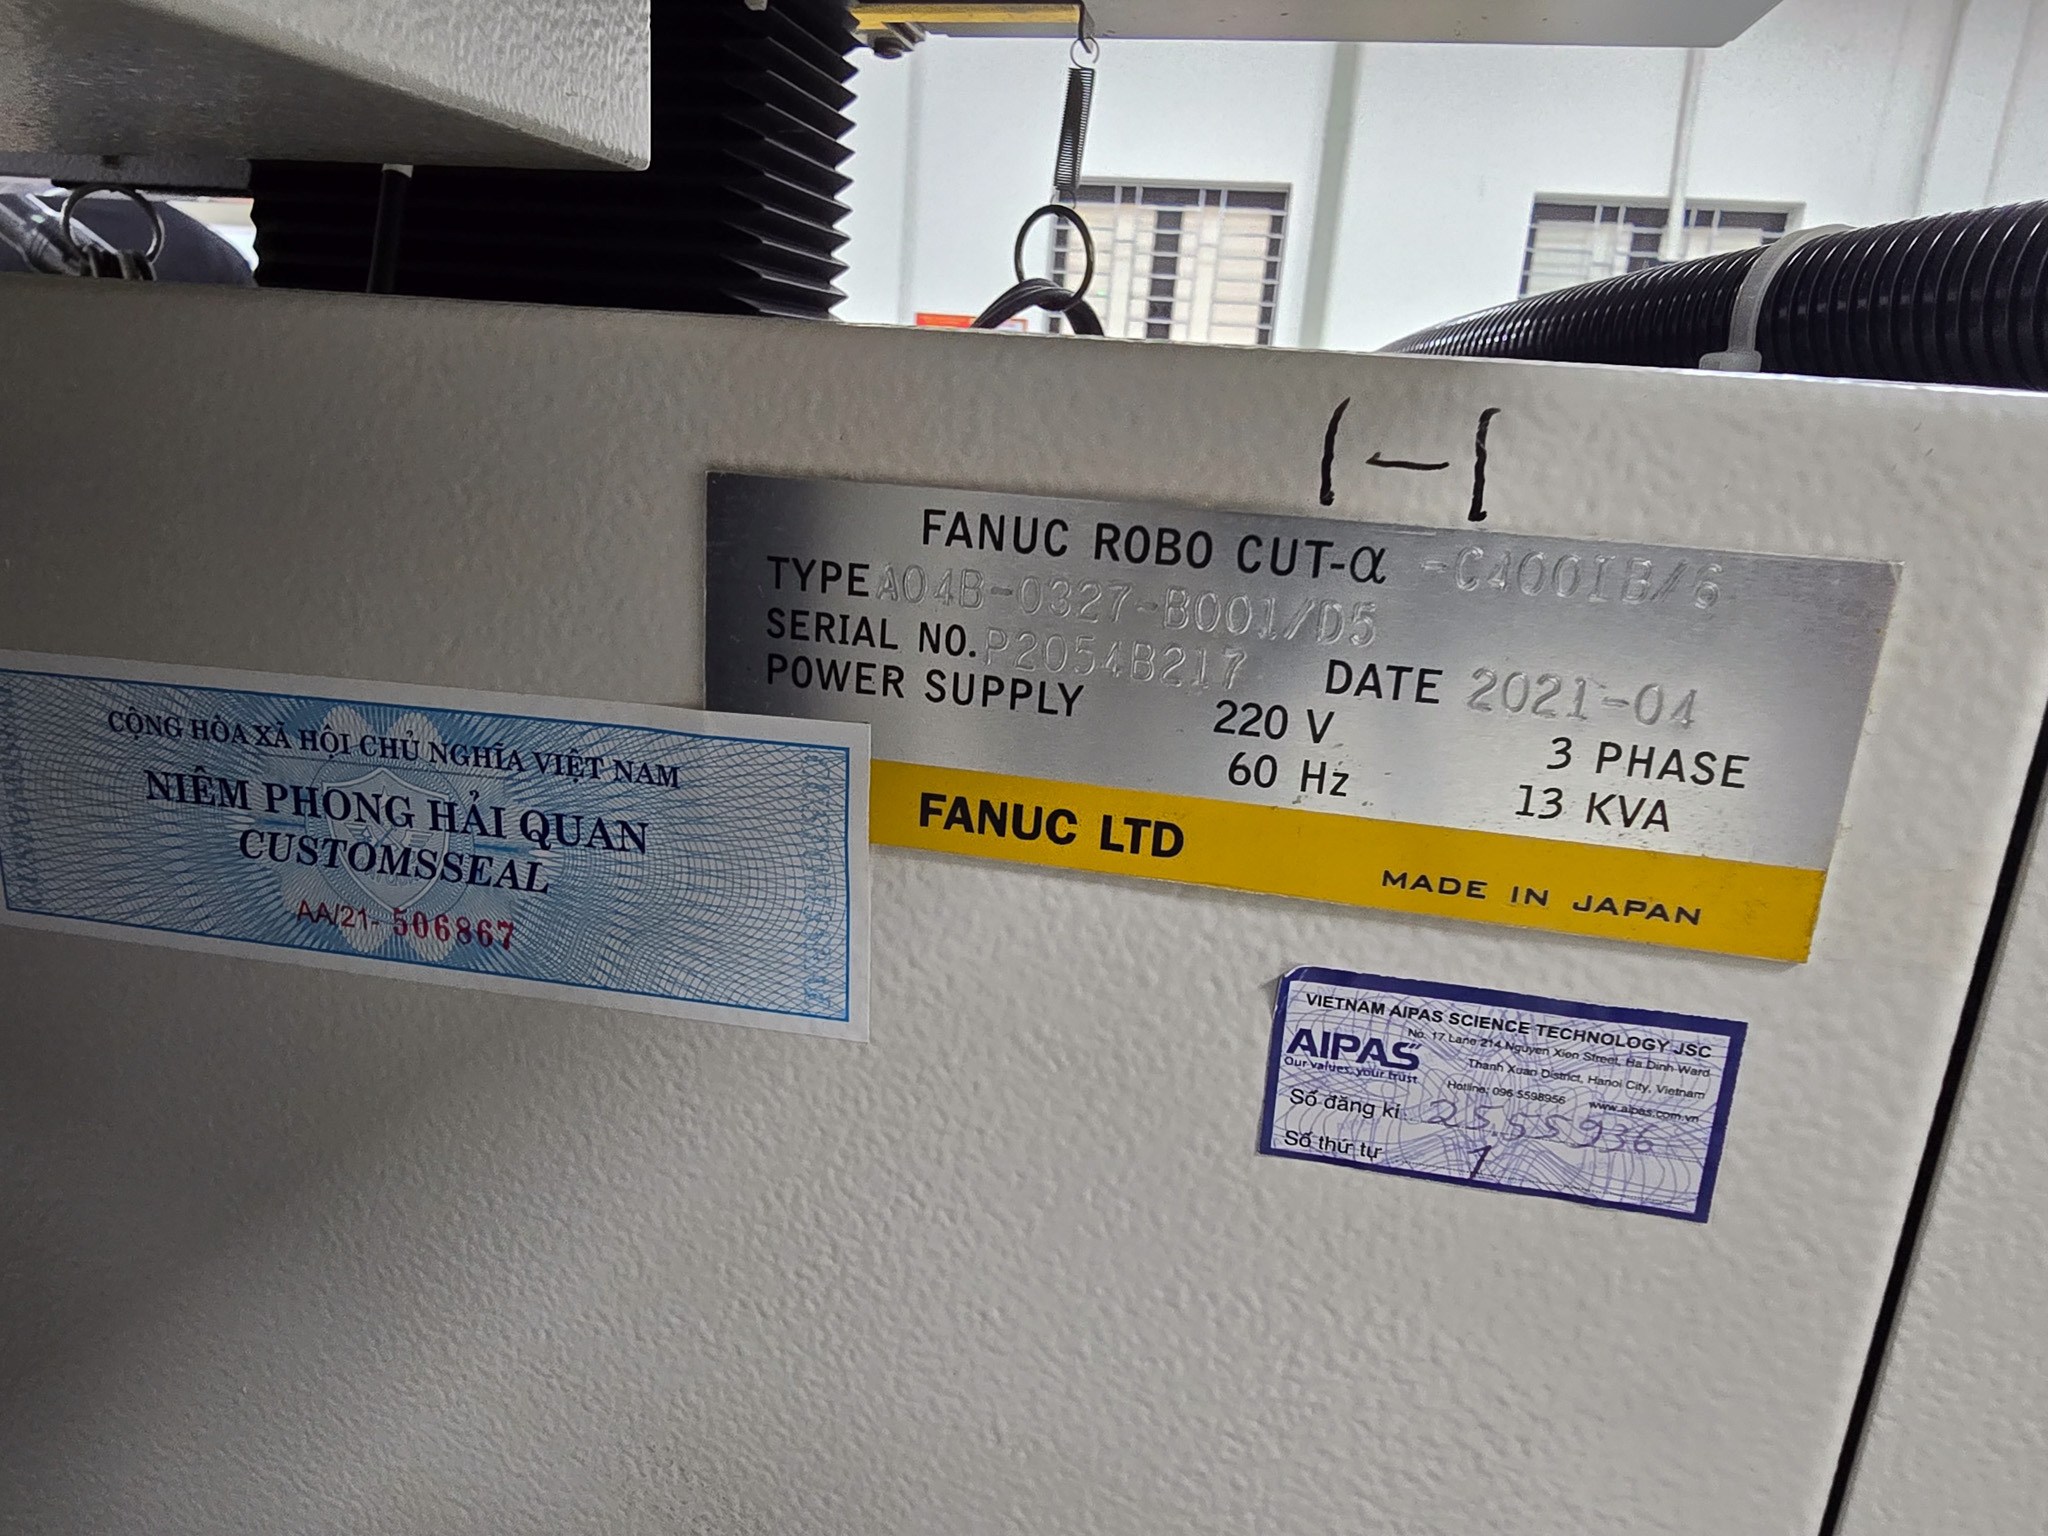 1-1
FANUC ROBO CUT-α -C400IB/6
TYPE A04B-0327-B001/D5
SERIAL NO. P2054B217 DATE 2021-04
POWER SUPPLY 220 V 3 PHASE
60 Hz 13 KVA
FANUC LTD MADE IN JAPAN
CỘNG HÒA XÃ HỘI CHỦ NGHĨA VIỆT NAM
NIÊM PHONG HẢI QUAN
CUSTOMSSEAL
AA/21- 506867
VIETNAM AIPAS SCIENCE TECHNOLOGY JSC
AIPAS
Our values, your trust
No. 17 Lane 214 Nguyen Xien Street, Ha Dinh Ward
Thanh Xuan District, Hanoi City, Vietnam
Hotline: 096 5598956 www.aipas.com.vn
Số đăng kí: 25.55936
Số thứ tự 1